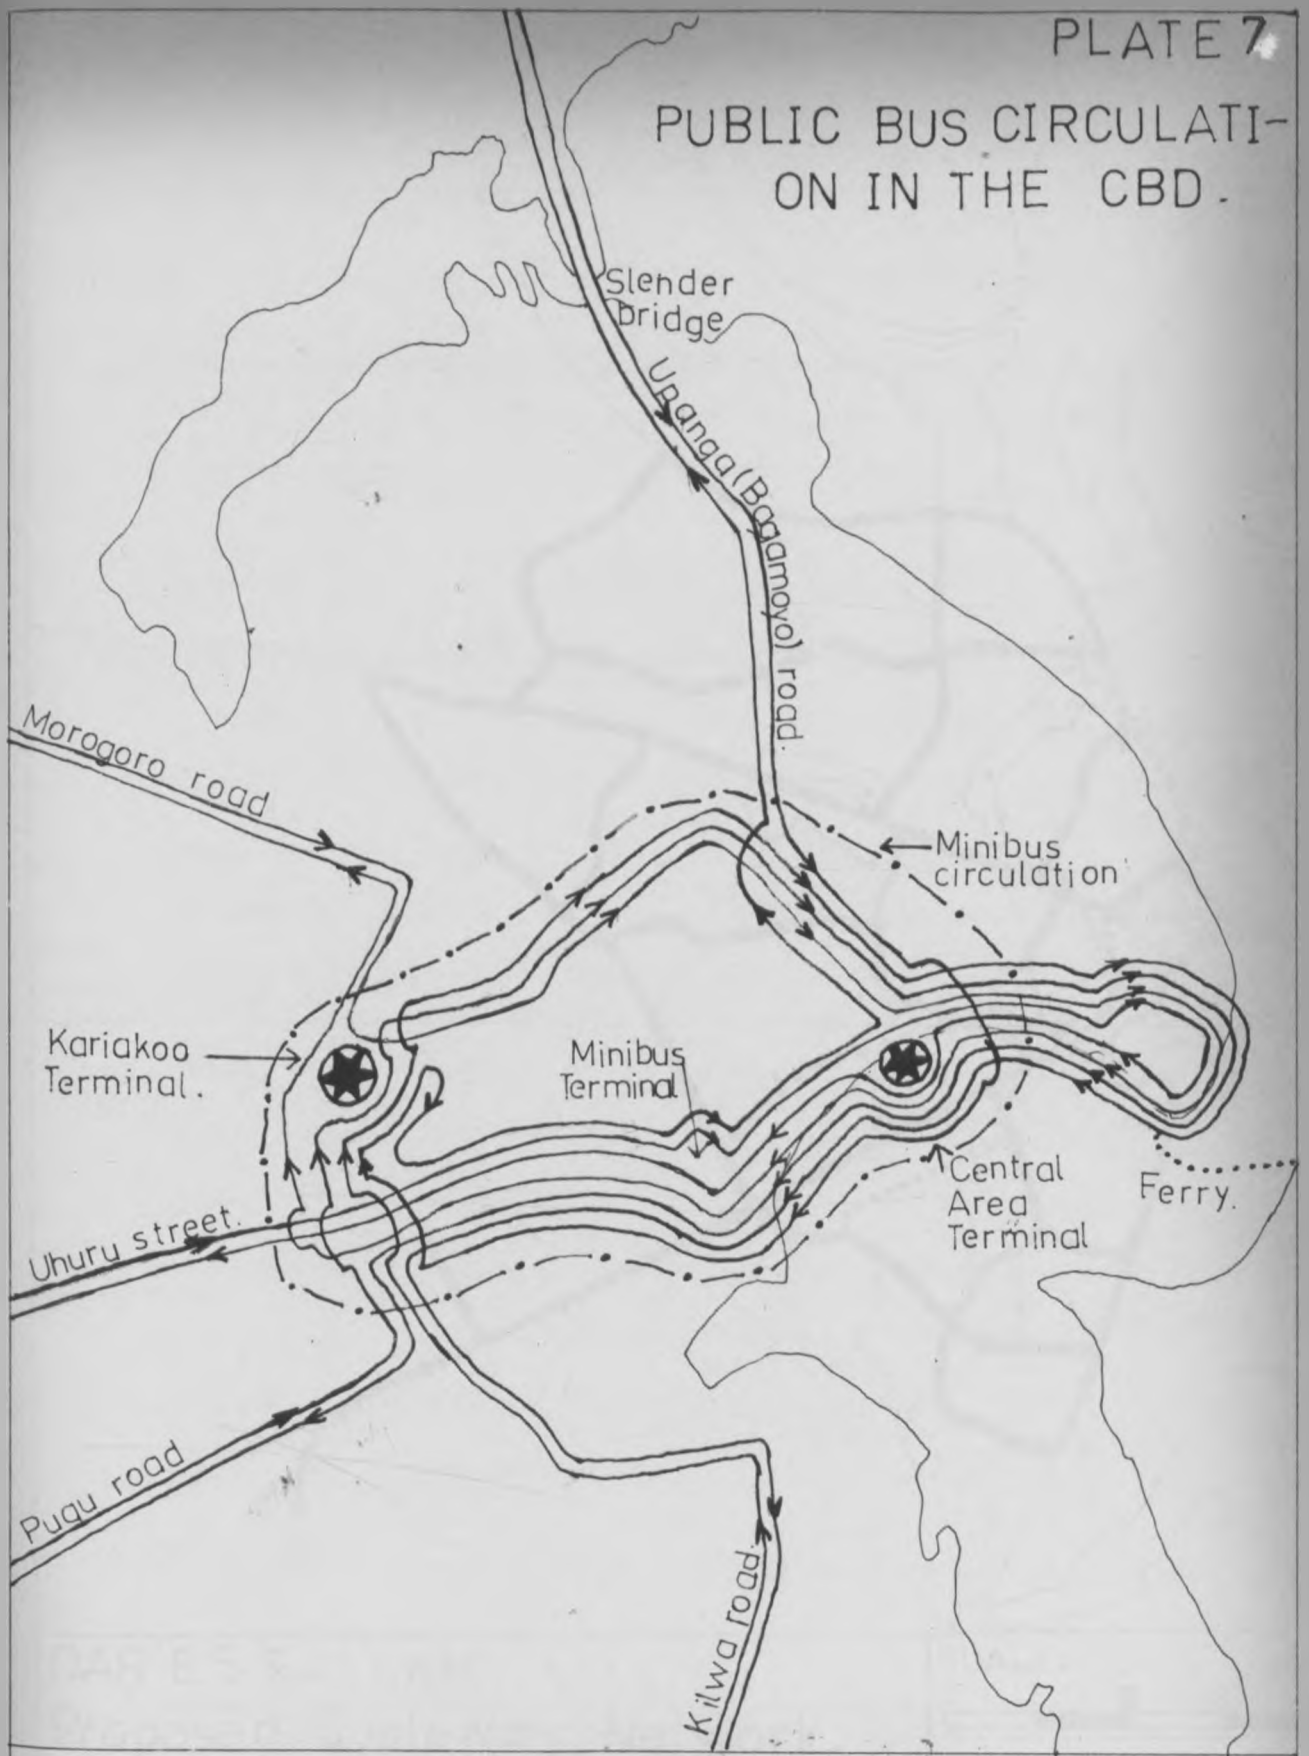 PLATE 7
PUBLIC BUS CIRCULATI-
ON IN THE CBD.
Slender
bridge
Upanga (Bagamoyo) road.
Morogoro road
Minibus
circulation
Kariakoo
Terminal.
Minibus
Terminal
Central
Area
Terminal
Ferry.
Uhuru street.
Pugu road
Kilwa road.